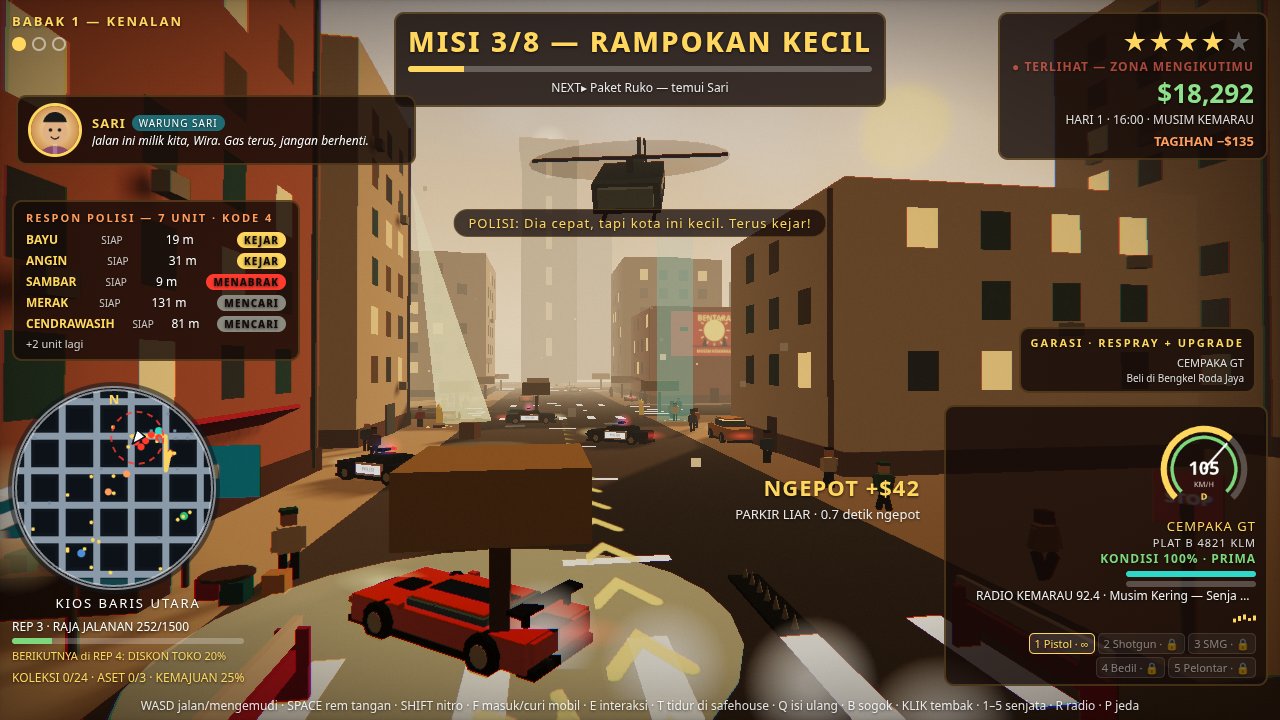 BABAK 1 — KENALAN
MISI 3/8 — RAMPOKAN KECIL
NEXT▸ Paket Ruko — temui Sari
★★★★★
● TERLIHAT — ZONA MENGIKUTIMU
$18,292
HARI 1 · 16:00 · MUSIM KEMARAU
TAGIHAN −$135
SARI WARUNG SARI
Jalan ini milik kita, Wira. Gas terus, jangan berhenti.
RESPON POLISI — 7 UNIT · KODE 4
BAYU SIAP 19 m KEJAR
ANGIN SIAP 31 m KEJAR
SAMBAR SIAP 9 m MENABRAK
MERAK SIAP 131 m MENCARI
CENDRAWASIH SIAP 81 m MENCARI
+2 unit lagi
POLISI: Dia cepat, tapi kota ini kecil. Terus kejar!
BENTARA
GARASI · RESPRAY + UPGRADE
CEMPAKA GT
Beli di Bengkel Roda Jaya
N
NGEPOT +$42
PARKIR LIAR · 0.7 detik ngepot
105
KM/H
D
CEMPAKA GT
PLAT B 4821 KLM
KONDISI 100% · PRIMA
RADIO KEMARAU 92.4 · Musim Kering — Senja ...
1 Pistol · ∞ 2 Shotgun · 🔒 3 SMG · 🔒
4 Bedil · 🔒 5 Pelontar · 🔒
KIOS BARIS UTARA
REP 3 · RAJA JALANAN 252/1500
BERIKUTNYA di REP 4: DISKON TOKO 20%
KOLEKSI 0/24 · ASET 0/3 · KEMAJUAN 25%
WASD jalan/mengemudi · SPACE rem tangan · SHIFT nitro · F masuk/curi mobil · E interaksi · T tidur di safehouse · Q isi ulang · B sogok · KLIK tembak · 1–5 senjata · R radio · P jeda